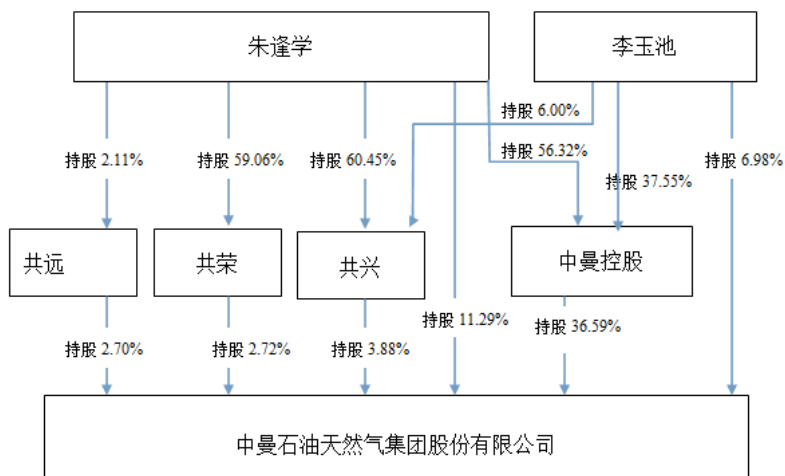 朱逢学
李玉池
持股 6.00%
持股 2.11%
持股 59.06%
持股 60.45%
持股 56.32%
持股 6.98%
持股 37.55%
共远
共荣
共兴
中曼控股
持股 11.29%
持股 36.59%
持股 2.70%
持股 2.72%
持股 3.88%
中曼石油天然气集团股份有限公司